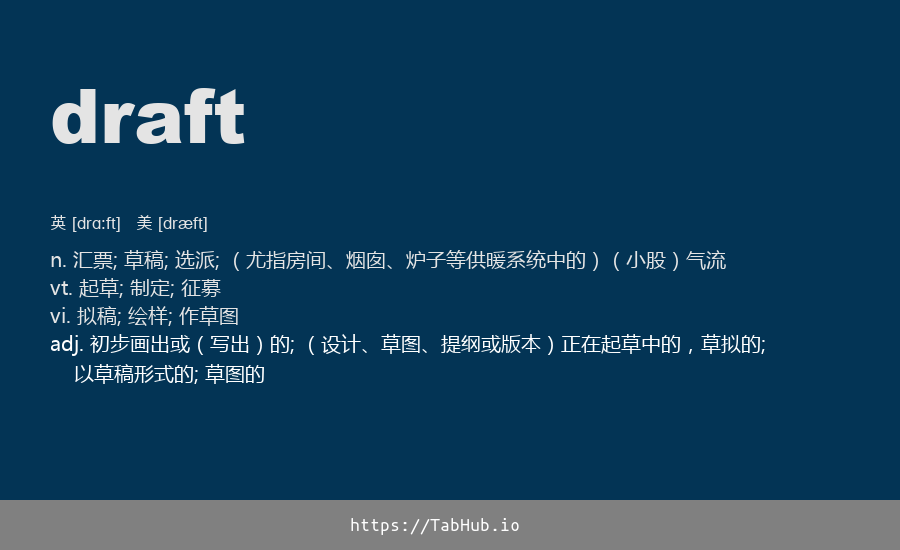 draft
英 [drɑ:ft] 美 [dræft]
n. 汇票; 草稿; 选派; （尤指房间、烟囱、炉子等供暖系统中的）（小股）气流
vt. 起草; 制定; 征募
vi. 拟稿; 绘样; 作草图
adj. 初步画出或（写出）的; （设计、草图、提纲或版本）正在起草中的，草拟的;
以草稿形式的; 草图的
https://TabHub.io